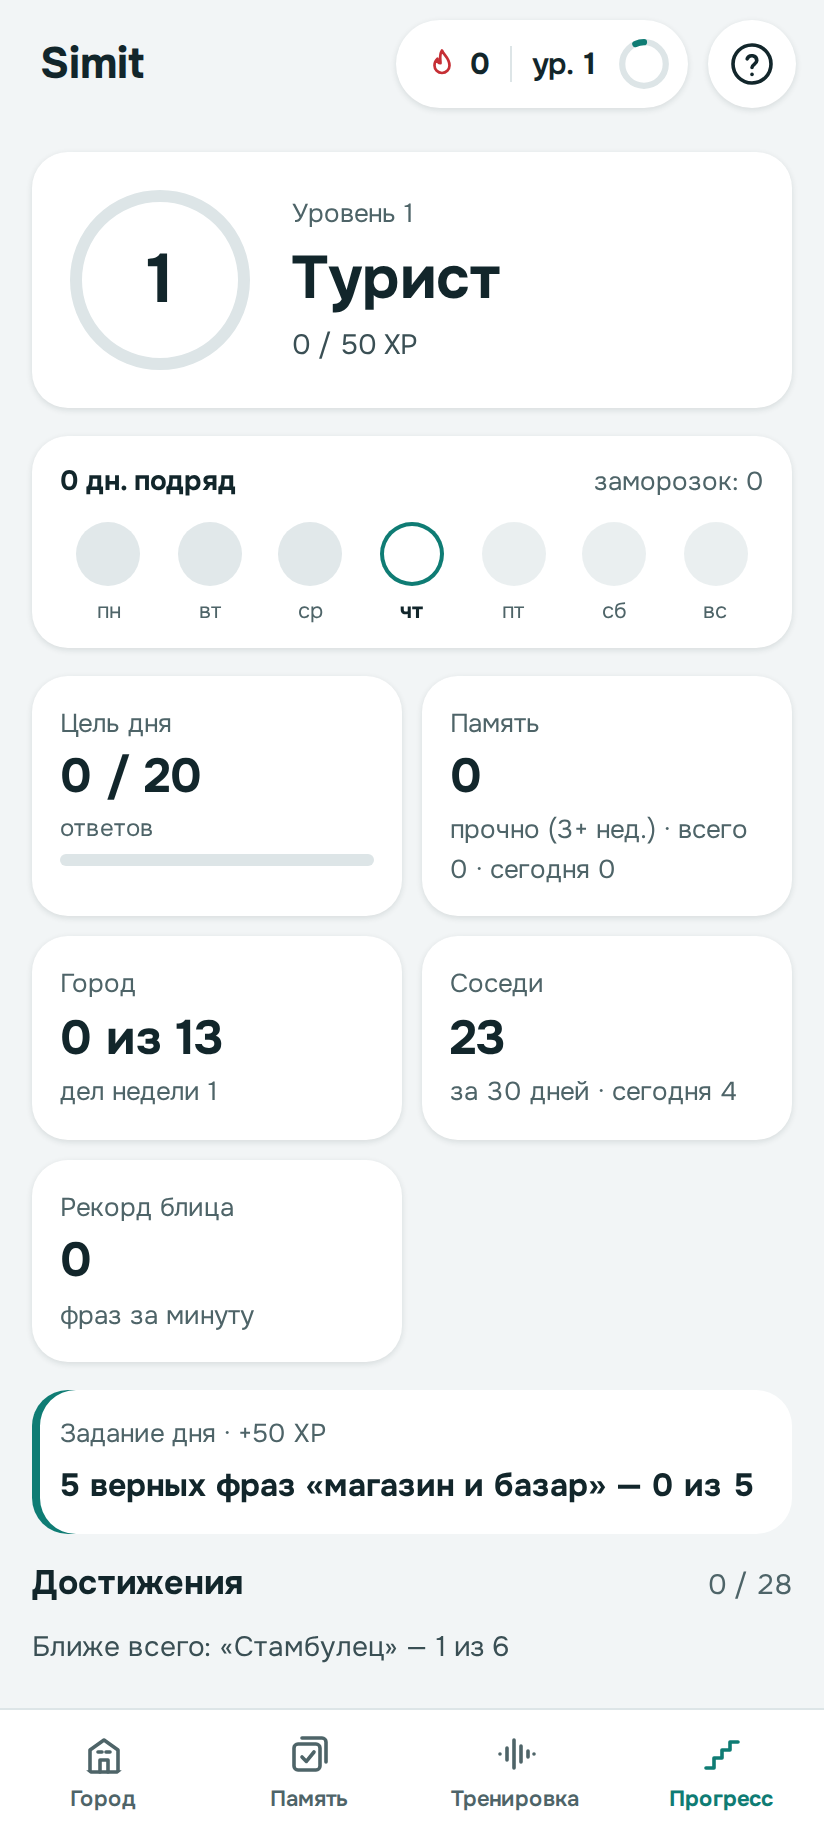 Simit
0
ур. 1
1
Уровень 1
Турист
0 / 50 XP
0 дн. подряд
заморозок: 0
пн вт ср чт пт сб вс
Цель дня
0 / 20
ответов
Память
0
прочно (3+ нед.) · всего
0 · сегодня 0
Город
0 из 13
дел недели 1
Соседи
23
за 30 дней · сегодня 4
Рекорд блица
0
фраз за минуту
Задание дня · +50 XP
5 верных фраз «магазин и базар» — 0 из 5
Достижения
0 / 28
Ближе всего: «Стамбулец» — 1 из 6
Город Память Тренировка Прогресс